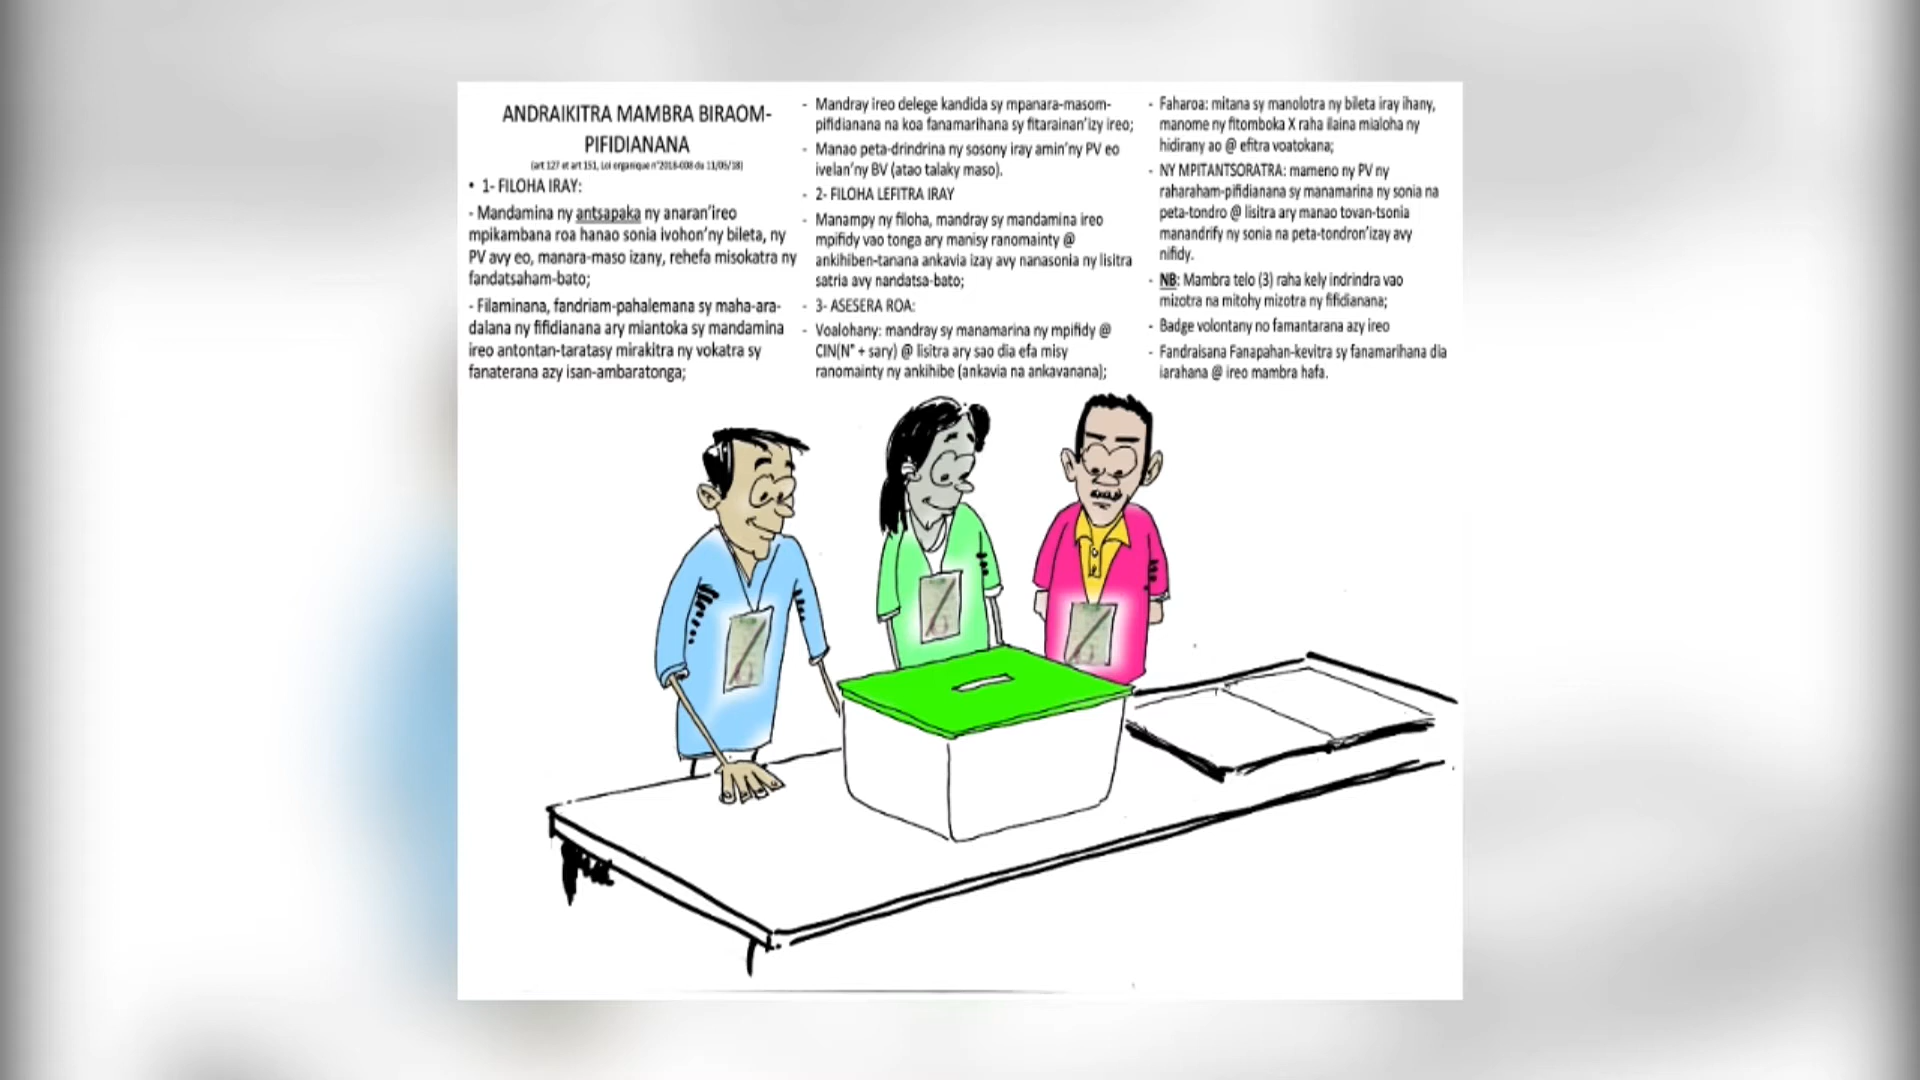 ANDRAIKITRA MAMBRA BIRAOM-
PIFIDIANANA
(art 127 et art 151, Loi organique n°2018-008 du 11/05/18)
• 1- FILOHA IRAY:
- Mandamina ny antsapaka ny anaran'ireo
mpikambana roa hanao sonia ivohon'ny bileta, ny
PV avy eo, manara-maso izany, rehefa misokatra ny
fandatsaham-bato;
- Filaminana, fandriam-pahalemana sy maha-ara-
dalana ny fifidianana ary miantoka sy mandamina
ireo antontan-taratasy mirakitra ny vokatra sy
fanaterana azy isan-ambaratonga;
- Mandray ireo delege kandida sy mpanara-masom-
pifidianana na koa fanamarihana sy fitarainan'izy ireo;
- Manao peta-drindrina ny sosony iray amin'ny PV eo
ivelan'ny BV (atao talaky maso).
- 2- FILOHA LEFITRA IRAY
- Manampy ny filoha, mandray sy mandamina ireo
mpifidy vao tonga ary manisy ranomainty @
ankihiben-tanana ankavia izay avy nanasonia ny lisitra
satria avy nandatsa-bato;
- 3- ASESERA ROA:
- Voalohany: mandray sy manamarina ny mpifidy @
CIN(N° + sary) @ lisitra ary sao dia efa misy
ranomainty ny ankihibe (ankavia na ankavanana);
- Faharoa: mitana sy manolotra ny bileta iray ihany,
manome ny fitomboka X raha ilaina mialoha ny
hidirany ao @ efitra voatokana;
- NY MPITANTSORATRA: mameno ny PV ny
raharaham-pifidianana sy manamarina ny sonia na
peta-tondro @ lisitra ary manao tovan-tsonia
manandrify ny sonia na peta-tondron'izay avy
nifidy.
- NB: Mambra telo (3) raha kely indrindra vao
mizotra na mitohy mizotra ny fifidianana;
- Badge volontany no famantarana azy ireo
- Fandraisana Fanapahan-kevitra sy fanamarihana dia
iarahana @ ireo mambra hafa.